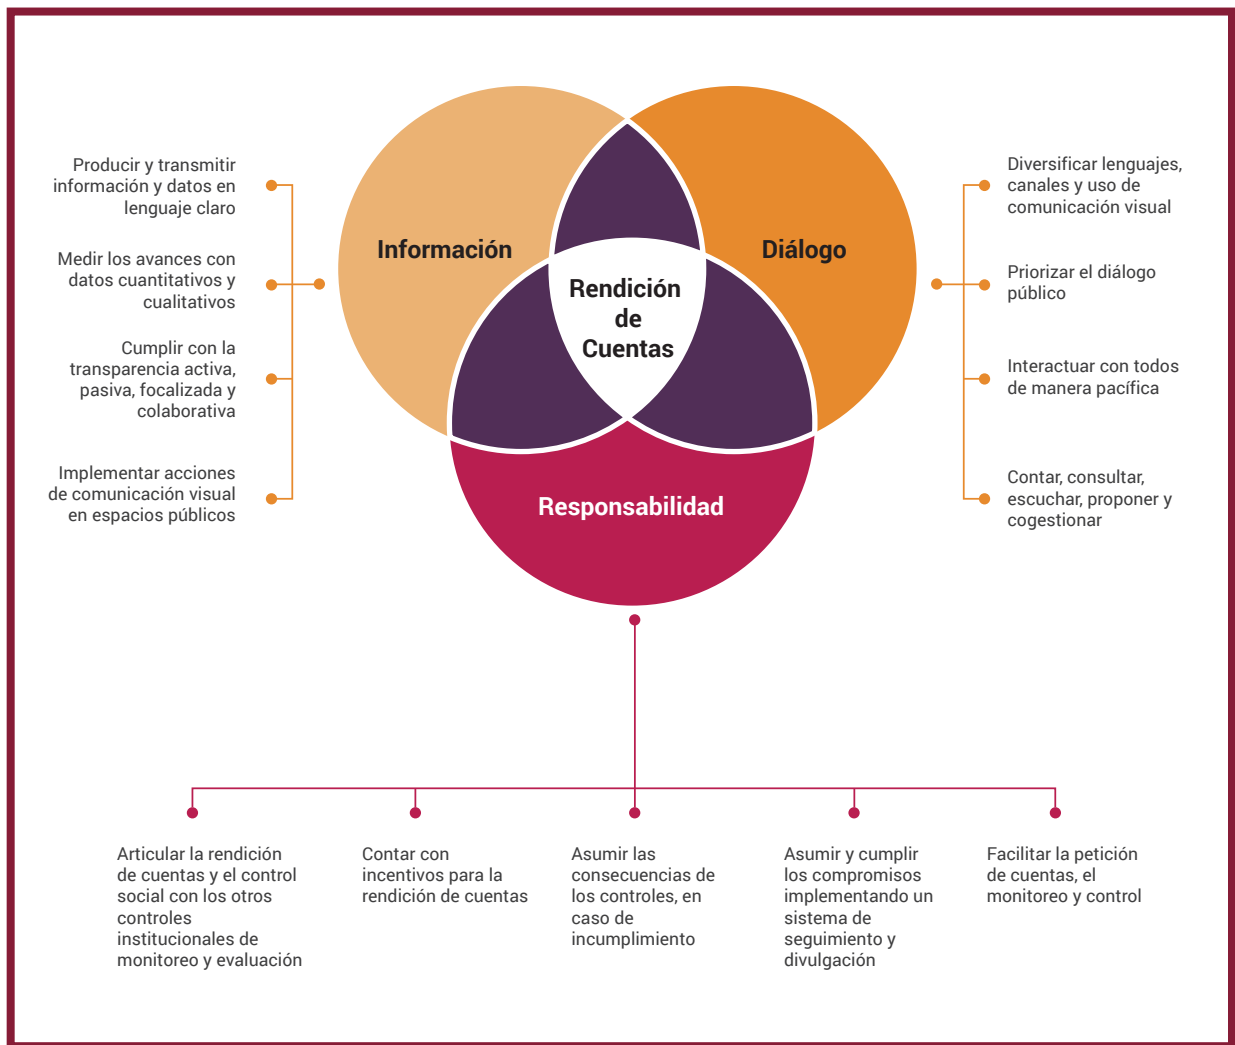 Producir y transmitir
información y datos en
lenguaje claro
Medir los avances con
datos cuantitativos y
cualitativos
Cumplir con la
transparencia activa,
pasiva, focalizada y
colaborativa
Implementar acciones
de comunicación visual
en espacios públicos
Información
Diálogo
Rendición
de
Cuentas
Responsabilidad
Diversificar lenguajes,
canales y uso de
comunicación visual
Priorizar el diálogo
público
Interactuar con todos
de manera pacífica
Contar, consultar,
escuchar, proponer y
cogestionar
Articular la rendición
de cuentas y el control
social con los otros
controles
institucionales de
monitoreo y evaluación
Contar con
incentivos para la
rendición de cuentas
Asumir las
consecuencias de
los controles, en
caso de
incumplimiento
Asumir y cumplir
los compromisos
implementando un
sistema de
seguimiento y
divulgación
Facilitar la petición
de cuentas, el
monitoreo y control